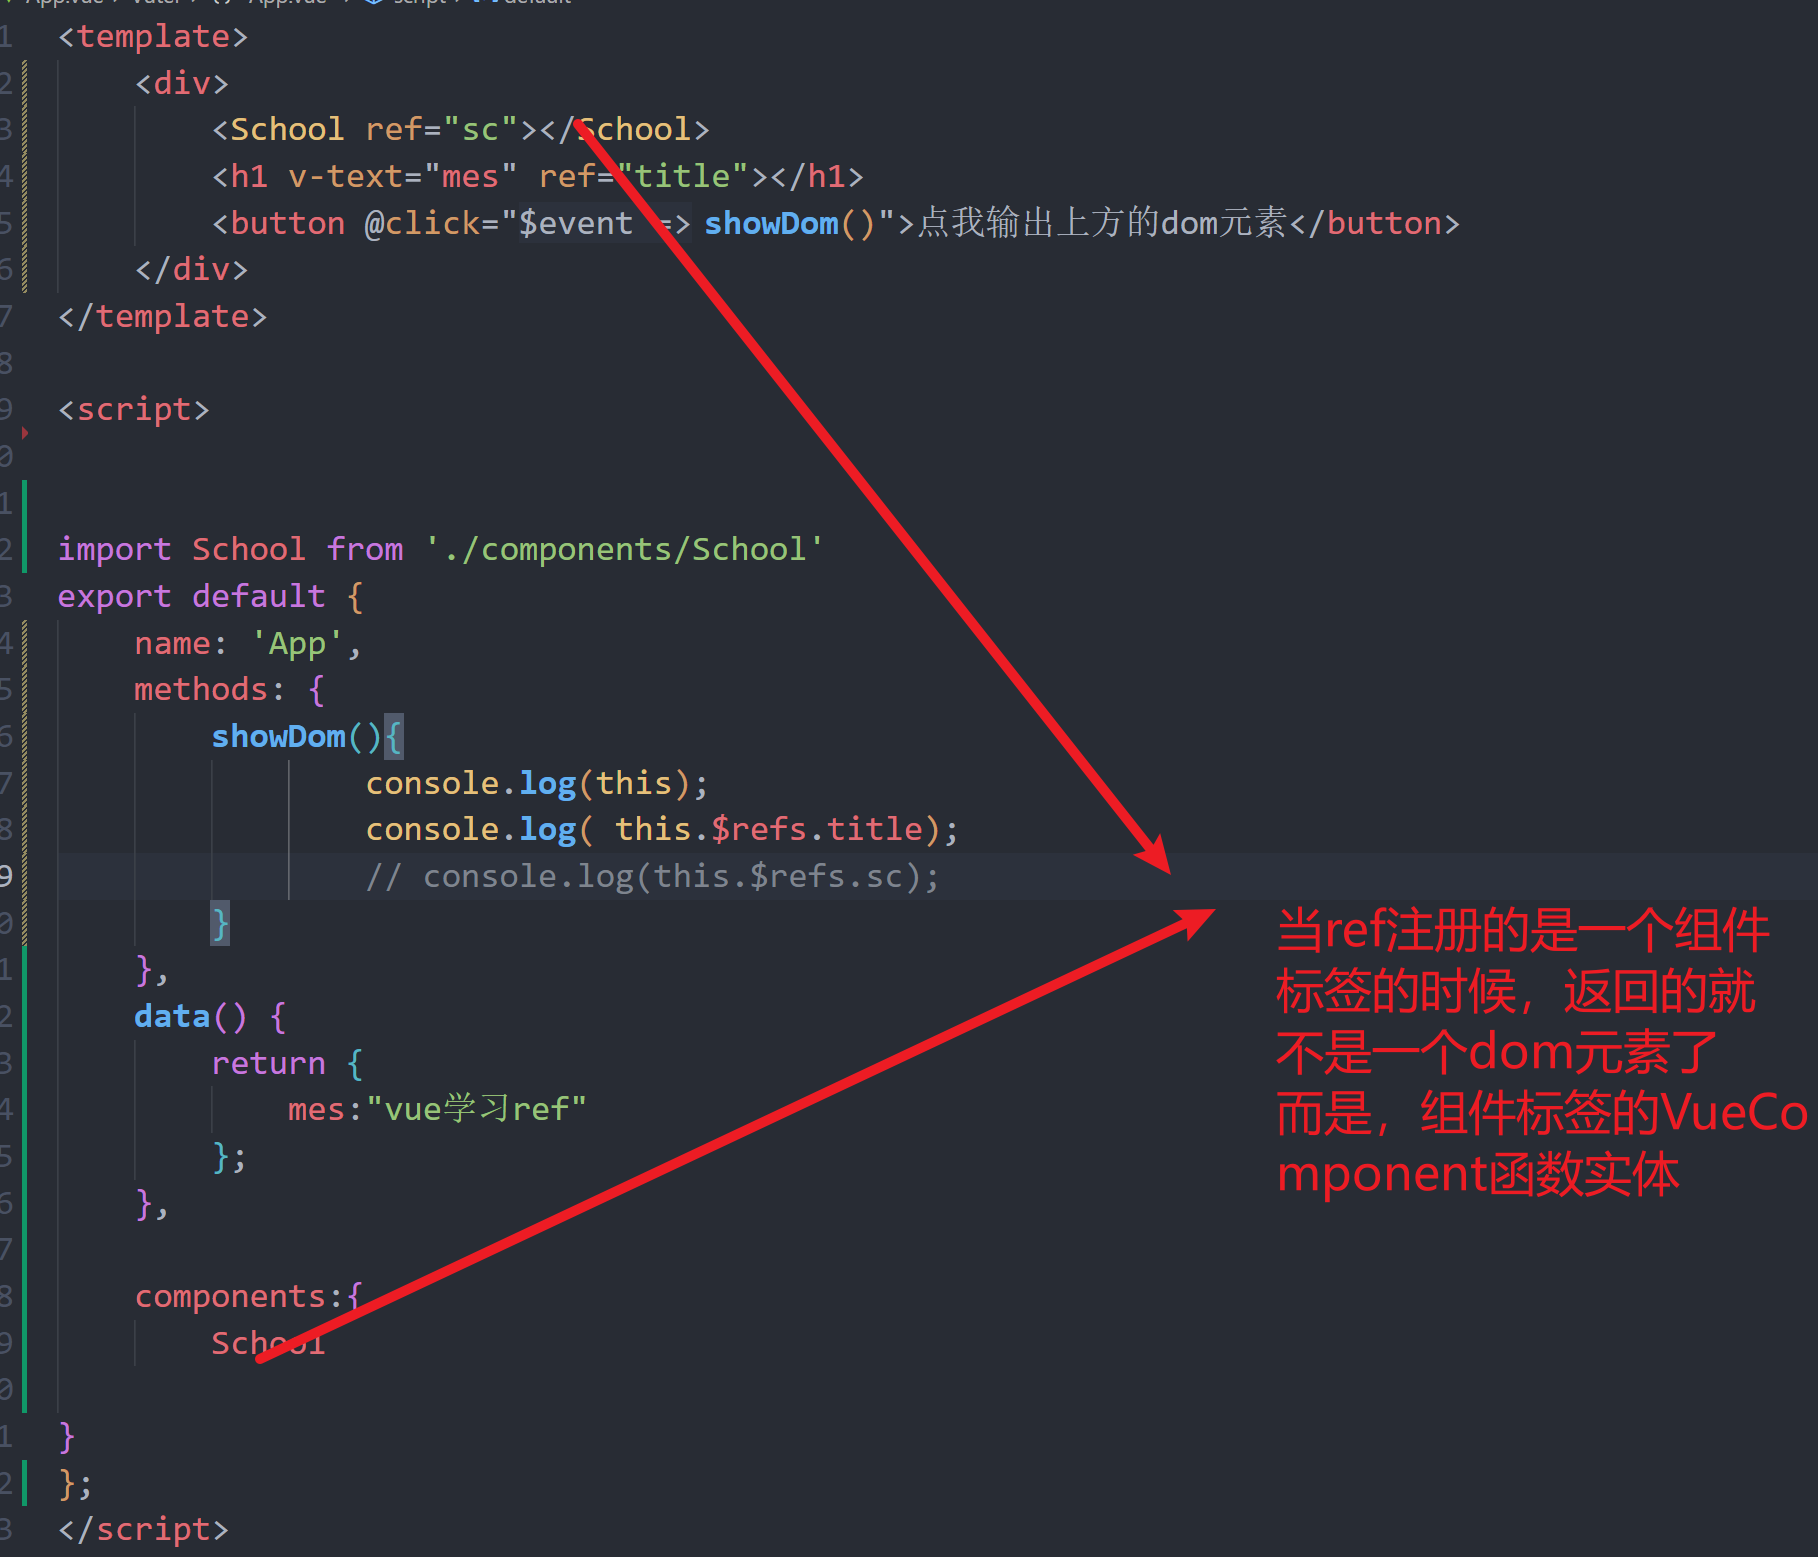 <template>
<div>
<School ref="sc"></School>
<h1 v-text="mes" ref="title"></h1>
<button @click="$event => showDom()">点我输出上方的dom元素</button>
</div>
</template>
<script>
import School from './components/School'
export default {
name: 'App',
methods: {
showDom(){
console.log(this);
console.log( this.$refs.title);
// console.log(this.$refs.sc);
}
},
data() {
return {
mes:"vue学习ref"
};
},
components:{
School
}
};
</script>
当ref注册的是一个组件
标签的时候，返回的就
不是一个dom元素了
而是，组件标签的VueCo
mponent函数实体